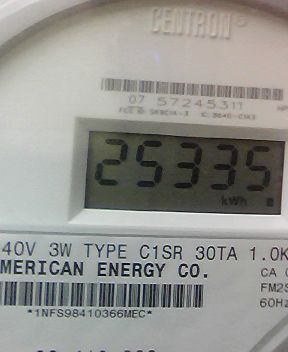 CENTRON®
07 57245311
25335
kWh
40V 3W TYPE C1SR 30TA 1.0K
MERICAN ENERGY CO.
CA
FM2S
60Hz
*1NFS98410366MEC*